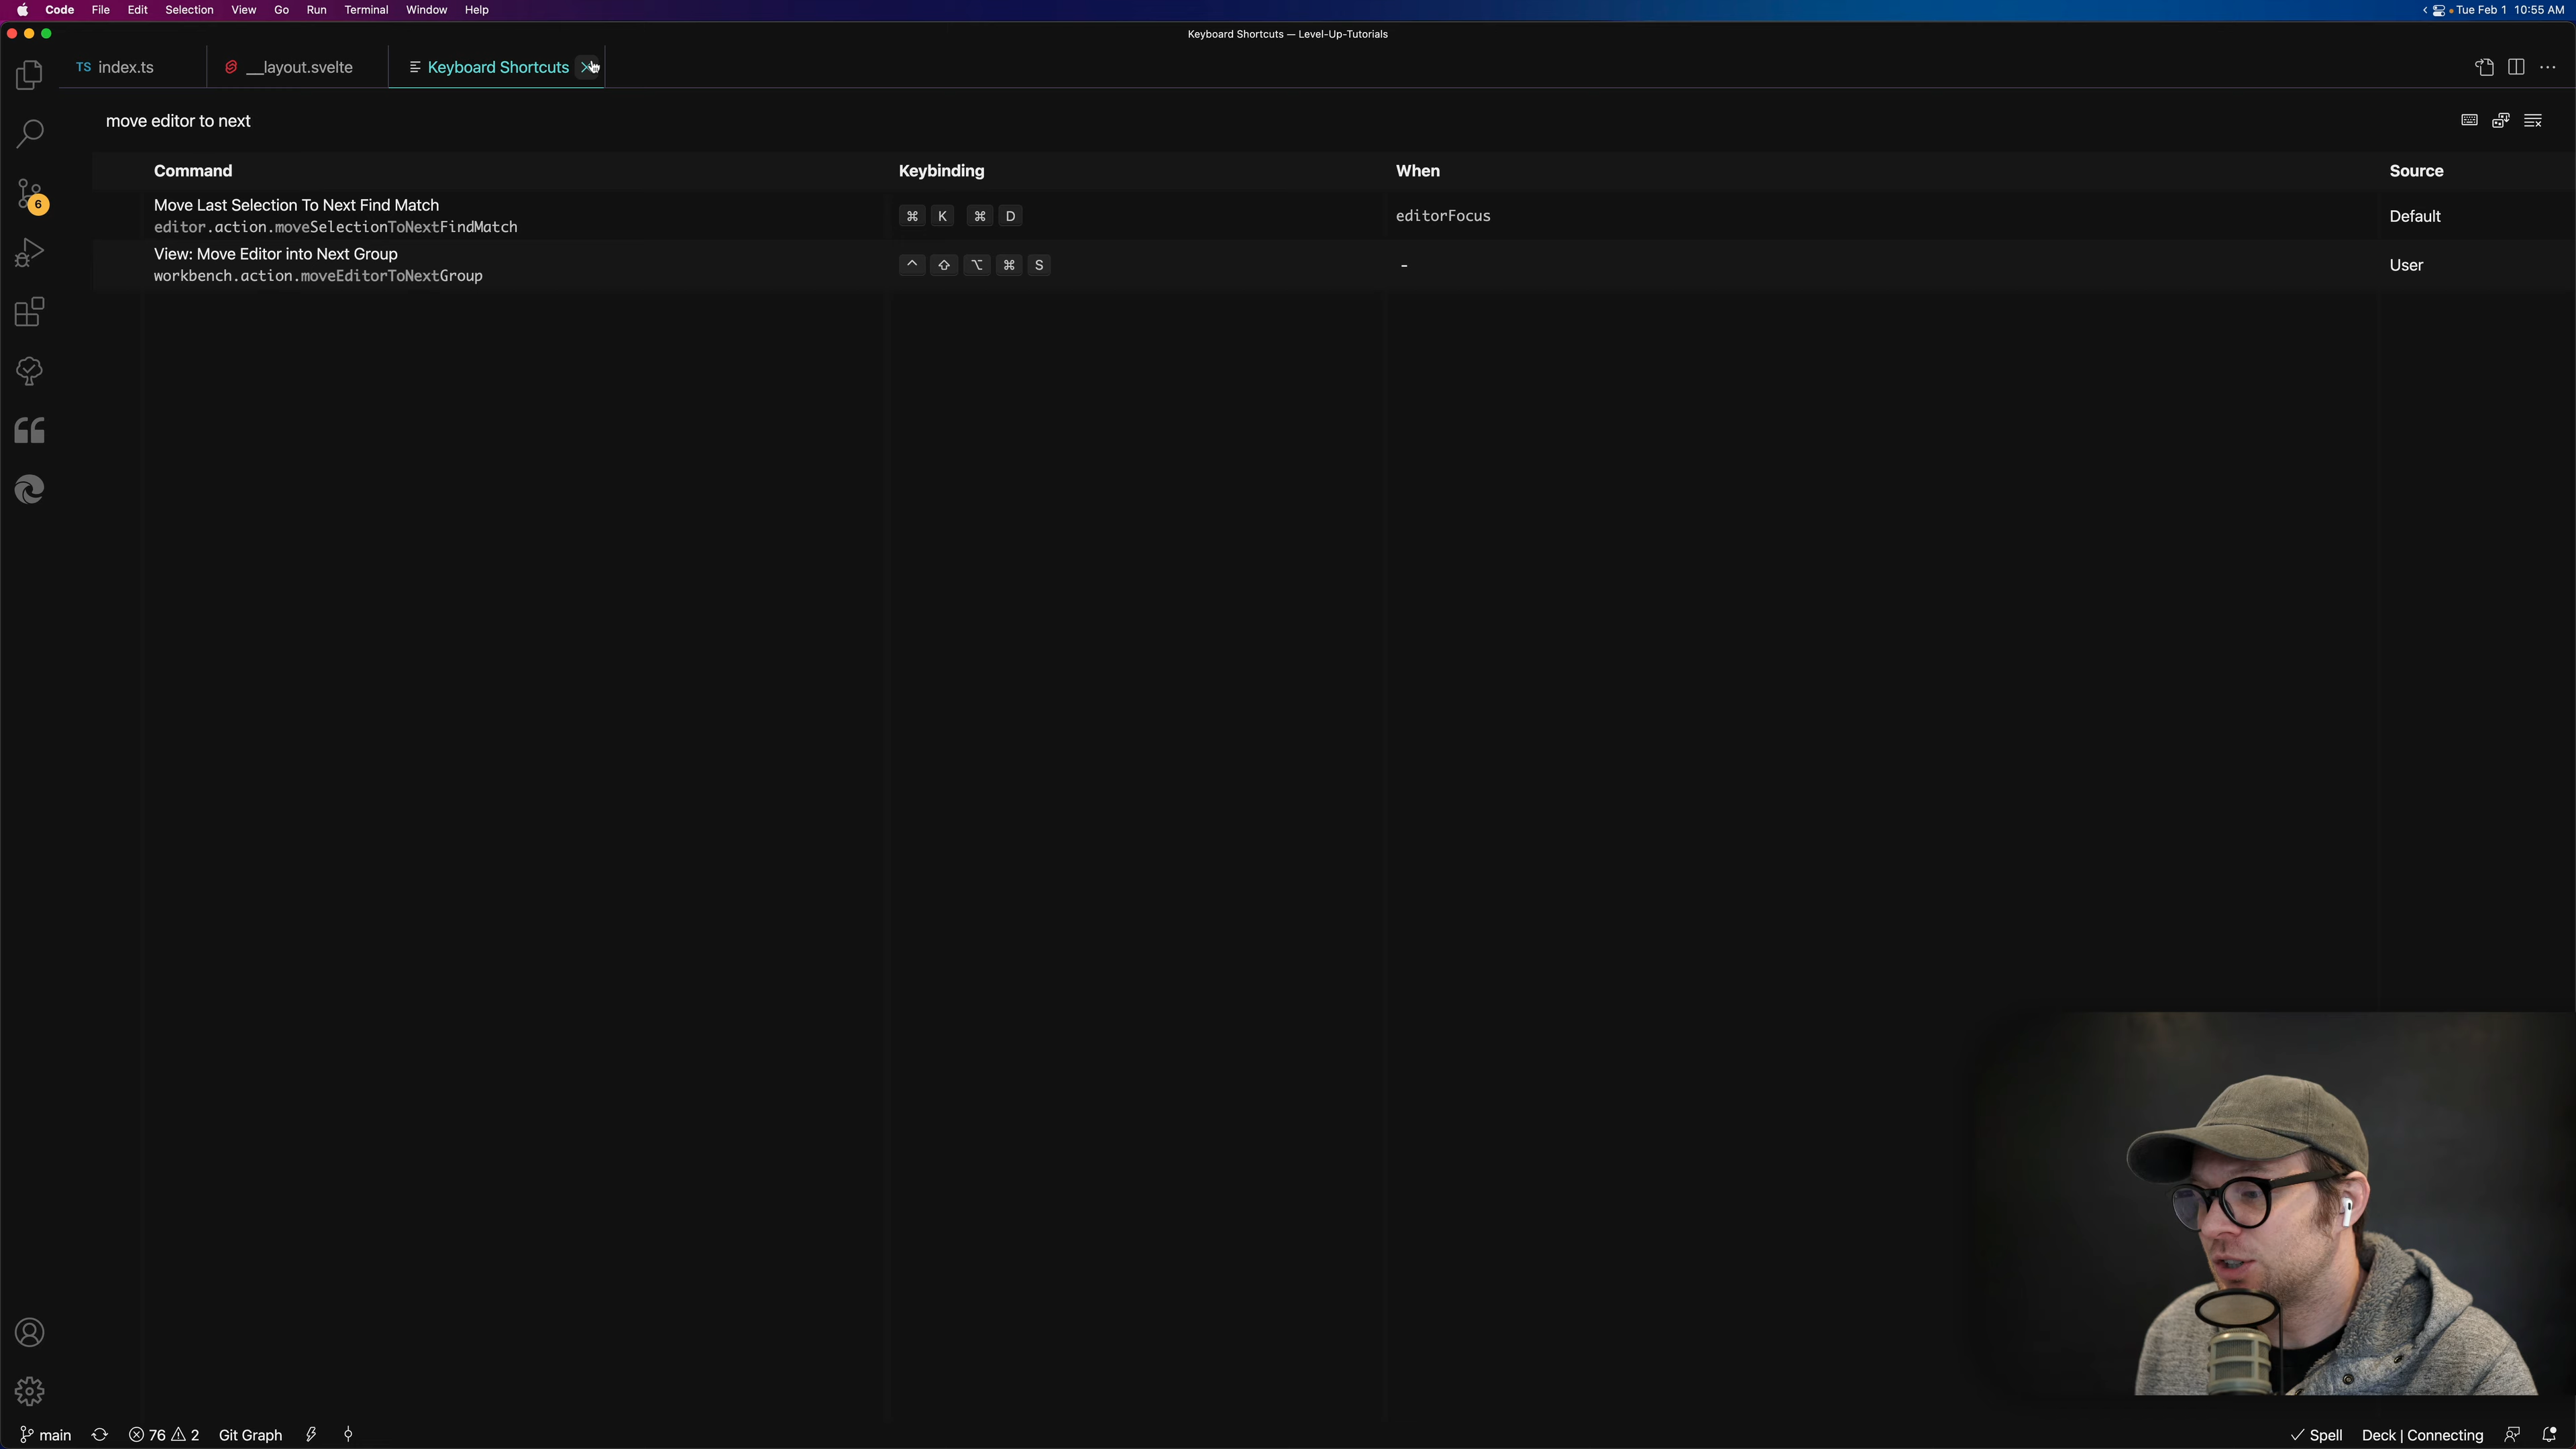 Code File Edit Selection View Go Run Terminal Window Help
Tue Feb 1 10:55 AM
Keyboard Shortcuts — Level-Up-Tutorials
TS index.ts
__layout.svelte
Keyboard Shortcuts
move editor to next
Command Keybinding When Source
Move Last Selection To Next Find Match
editor.action.moveSelectionToNextFindMatch
⌘ K ⌘ D
editorFocus
Default
View: Move Editor into Next Group
workbench.action.moveEditorToNextGroup
^ ⇧ ⌥ ⌘ S
-
User
6
main
76 2
Git Graph
Spell
Deck | Connecting